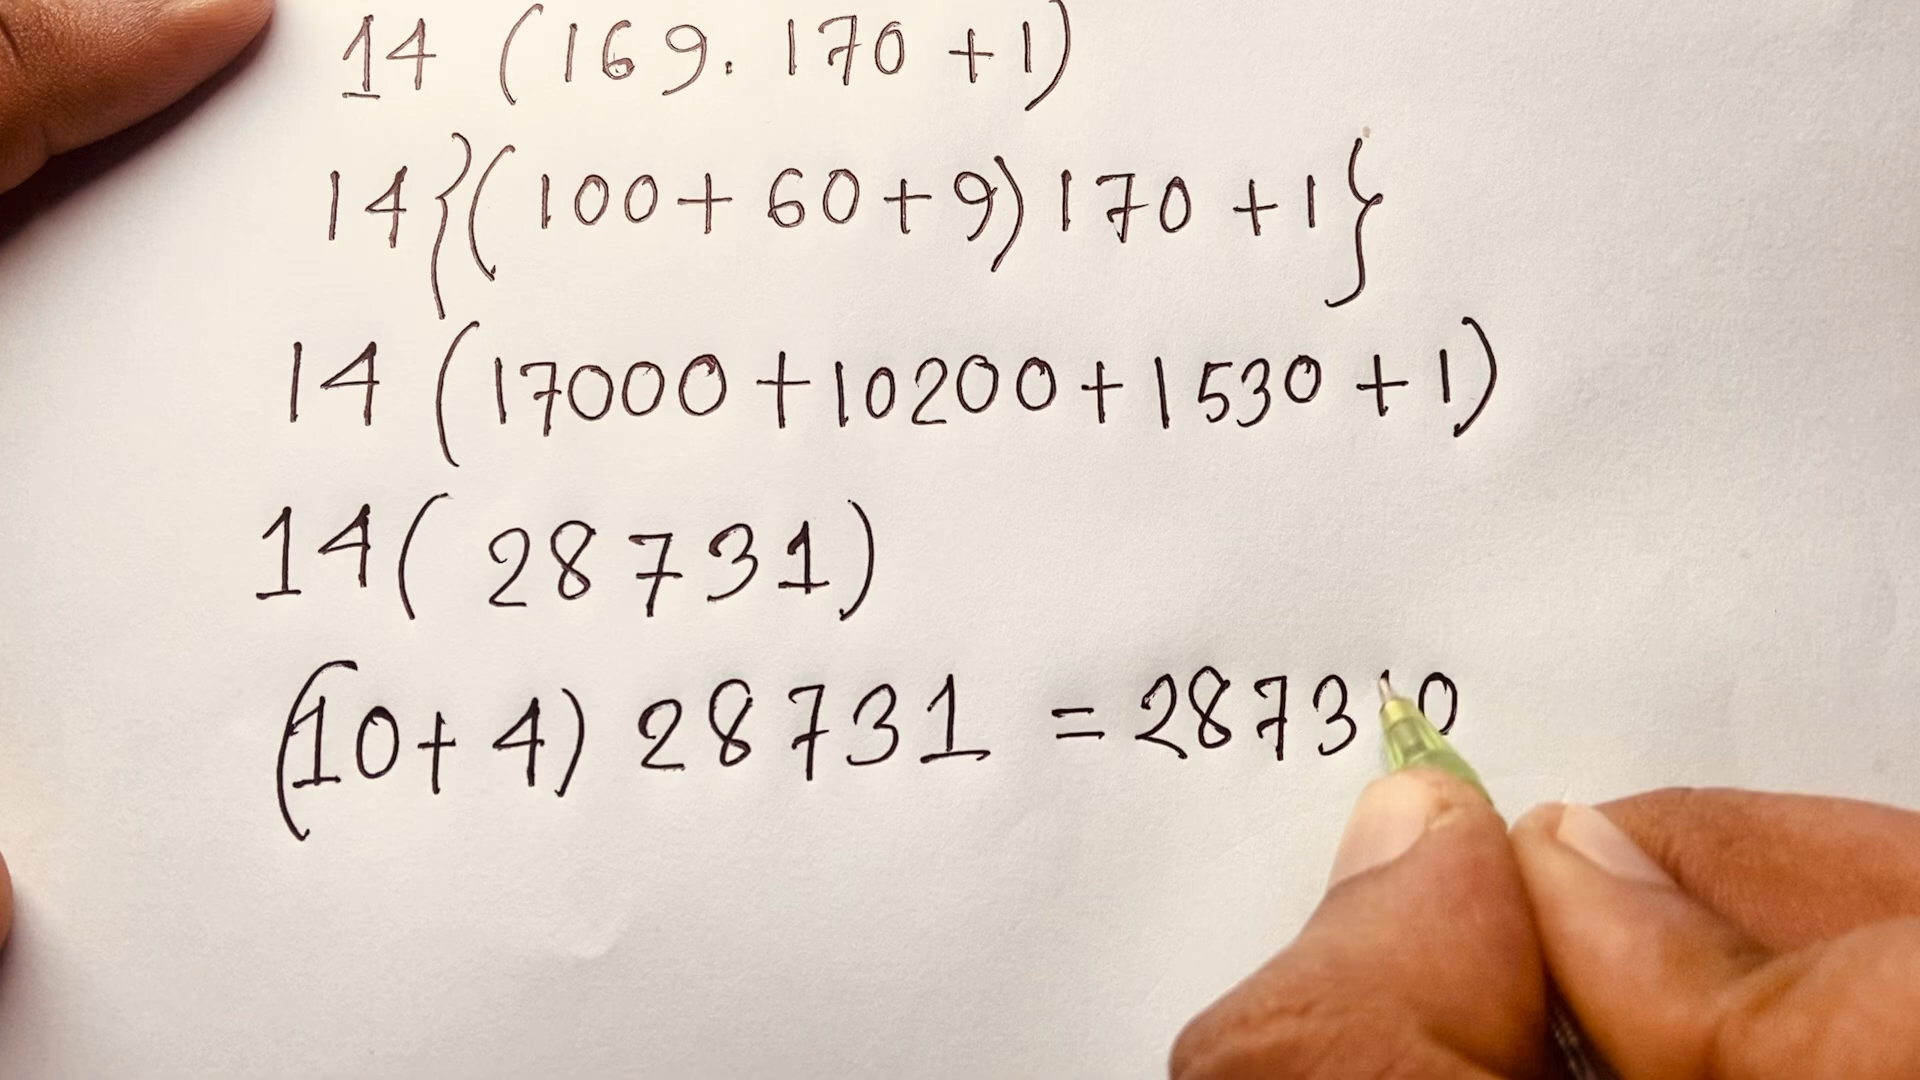 14 (169. 170 +1)
14{(100+ 60+9) 170 +1}
14 (17000+10200+1530 +1)
14( 28731)
(10+ 4) 28731 = 287310